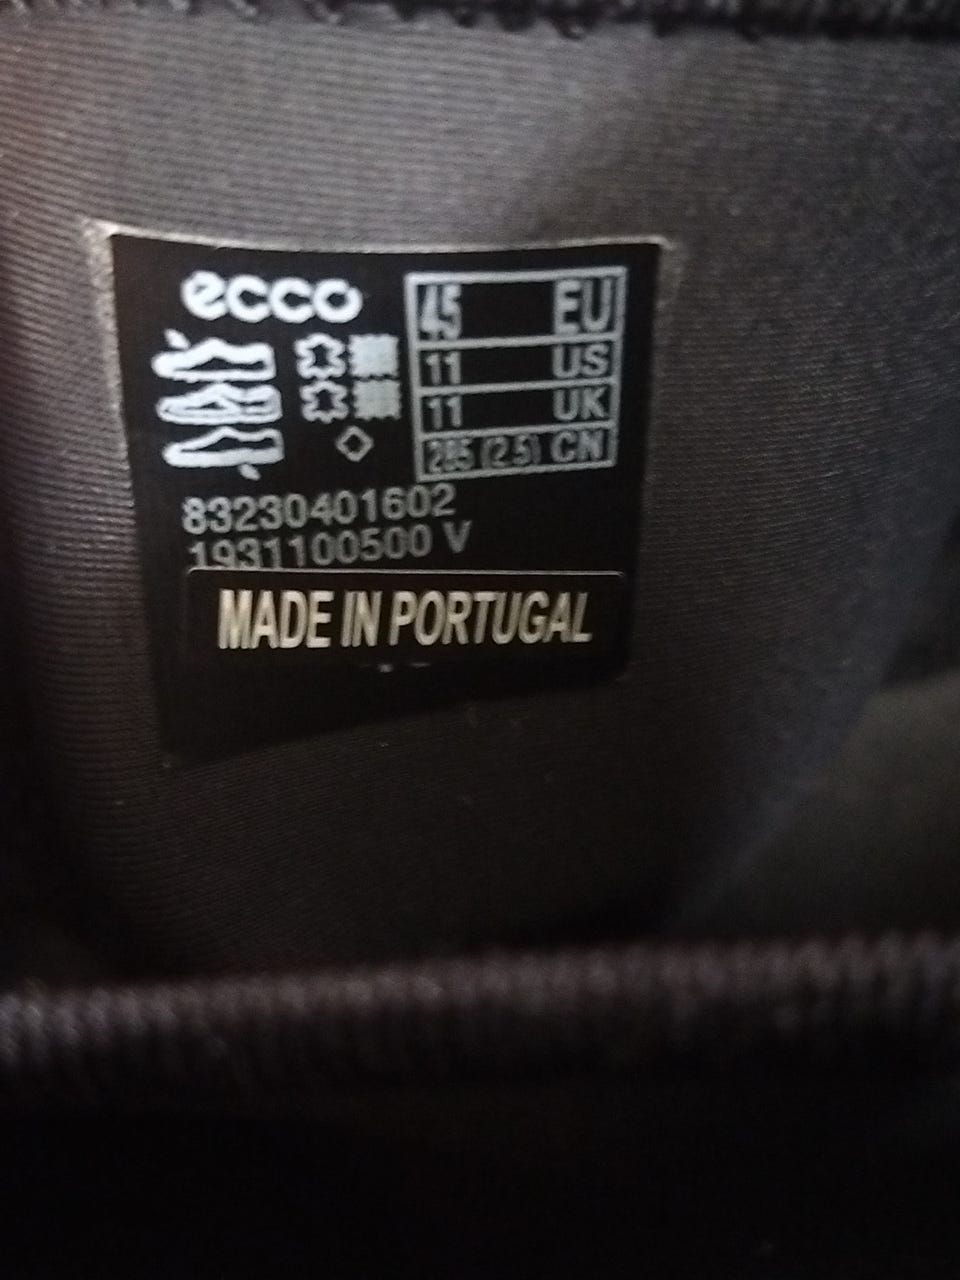 ecco
45 EU
11 US
11 UK
285 (2.5) CN
83230401602
1931100500 V
MADE IN PORTUGAL